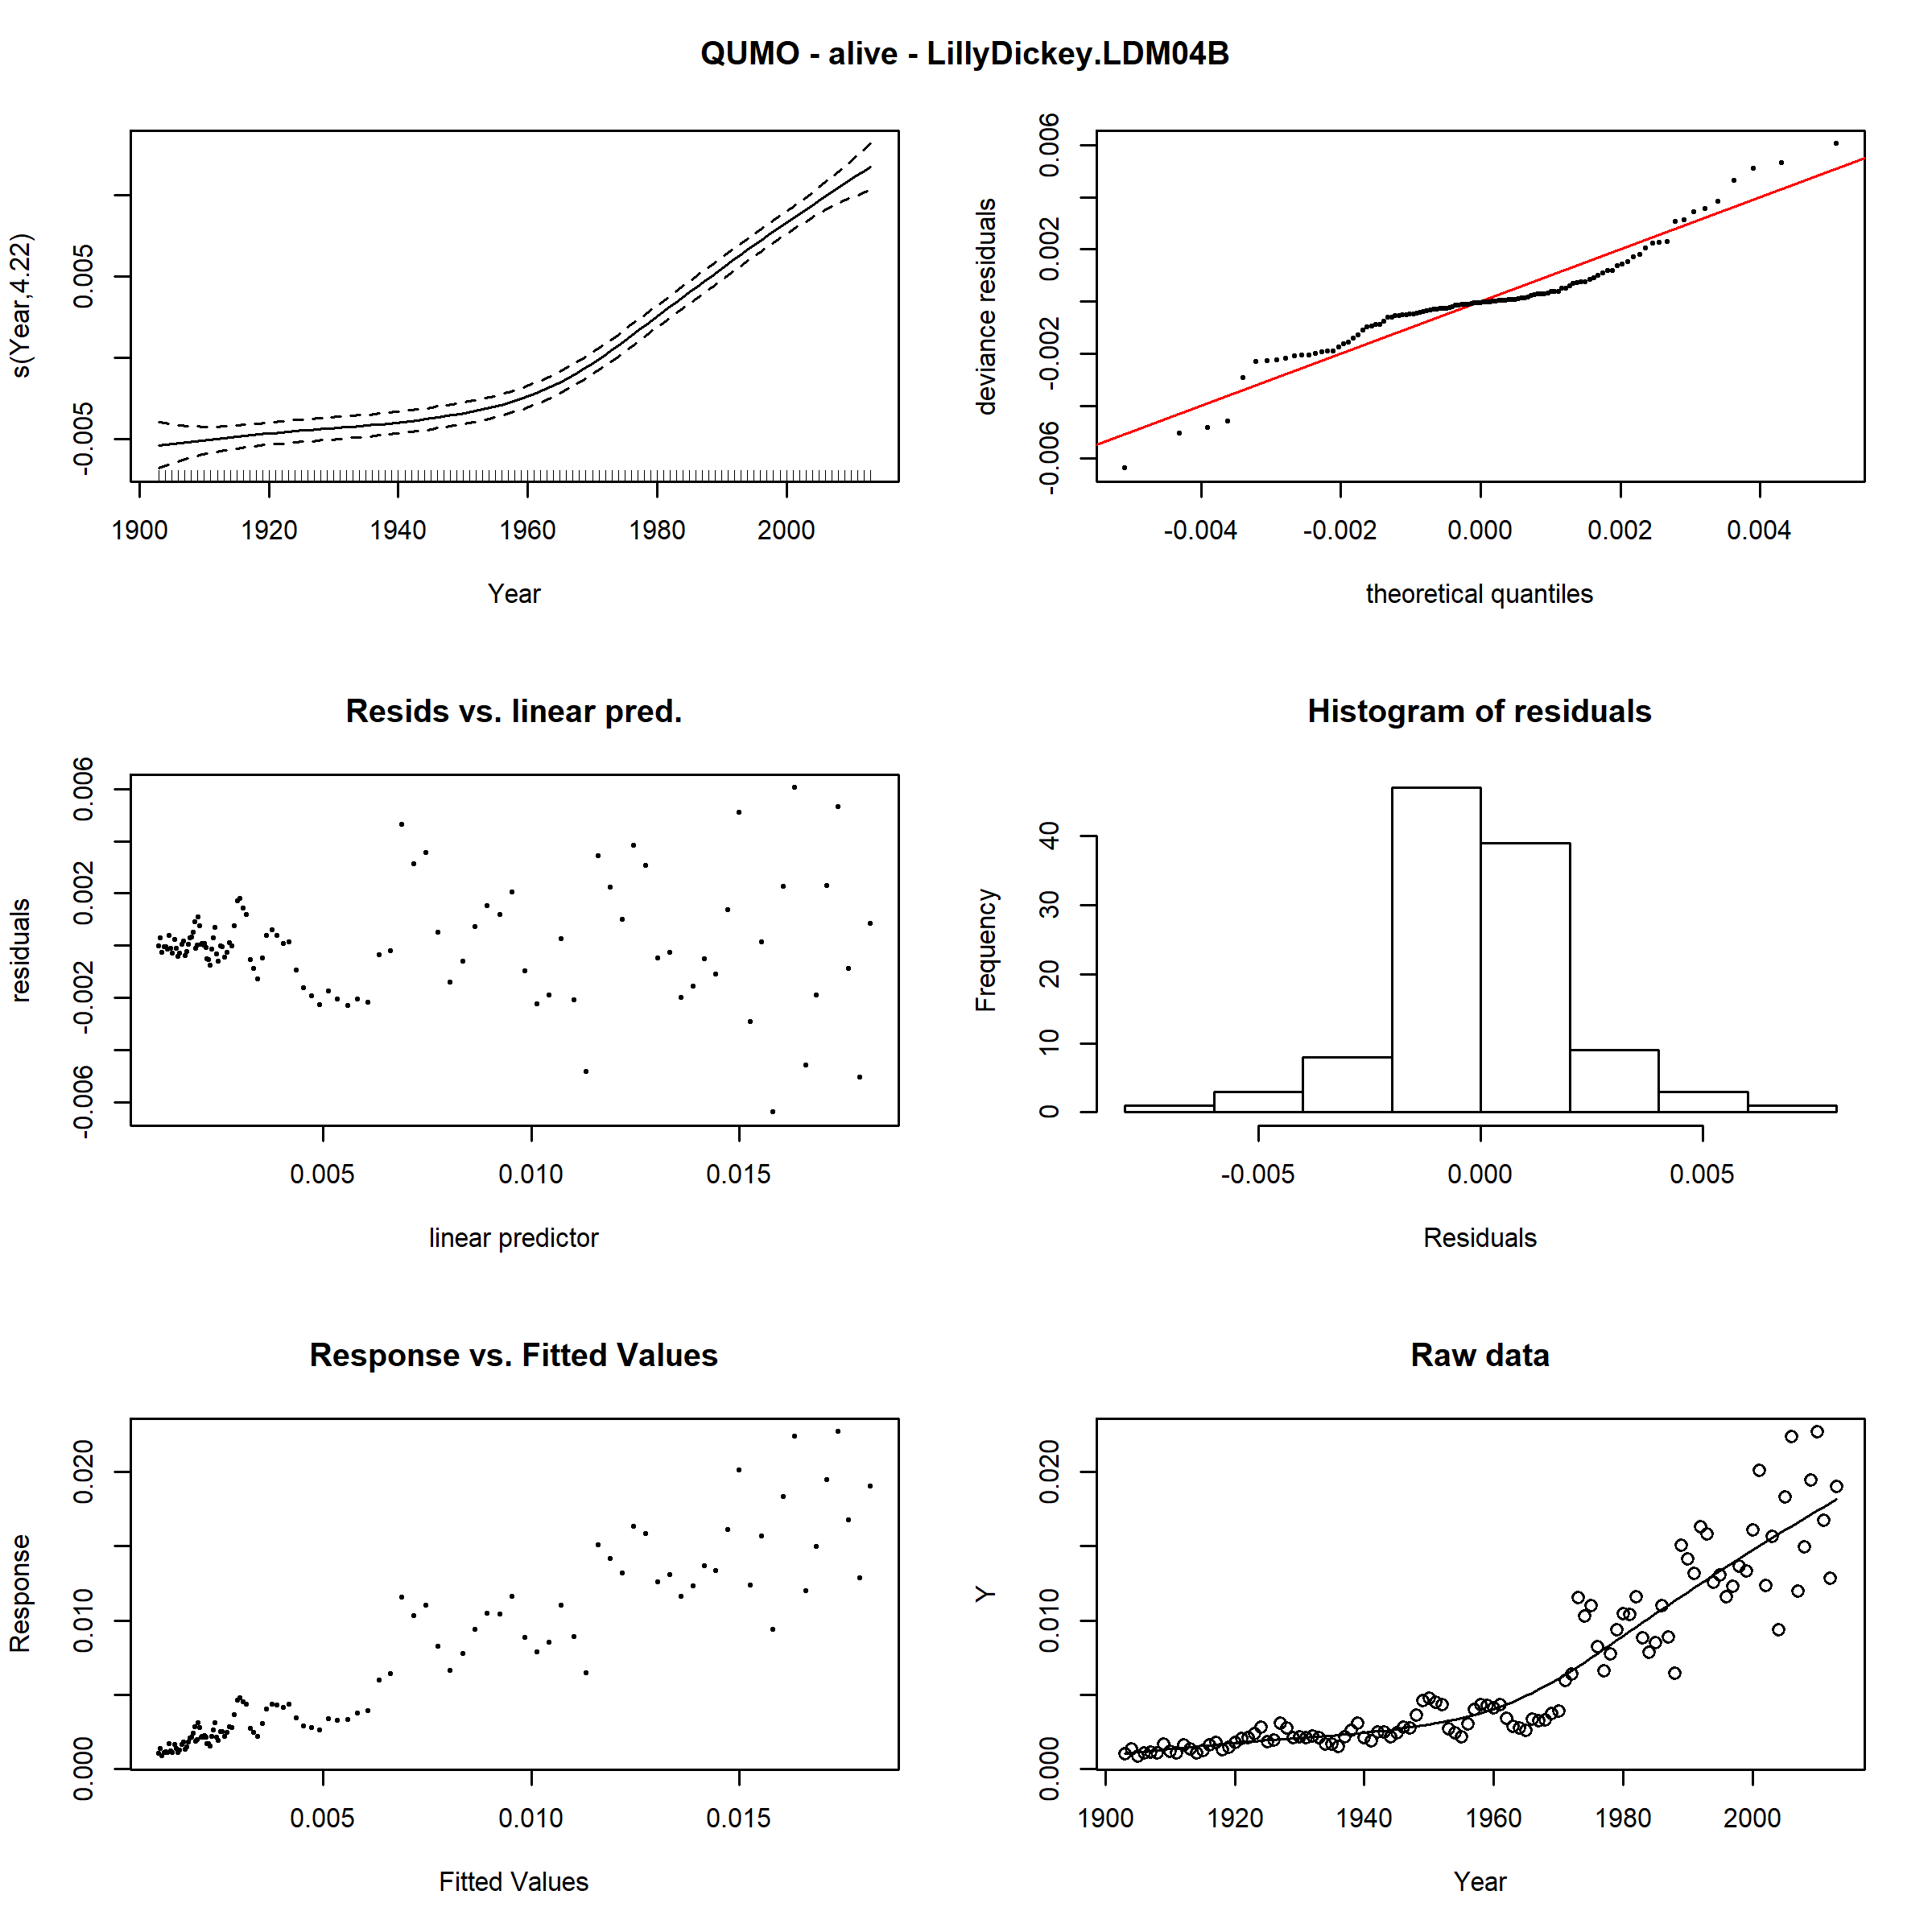 QUMO - alive - LillyDickey.LDM04B
s(Year,4.22)
-0.005 0.005
1900 1920 1940 1960 1980 2000
Year
deviance residuals
-0.006 -0.002 0.002 0.006
-0.004 -0.002 0.000 0.002 0.004
theoretical quantiles
Resids vs. linear pred.
residuals
-0.006 -0.002 0.002 0.006
0.005 0.010 0.015
linear predictor
Histogram of residuals
Frequency
0 10 20 30 40
-0.005 0.000 0.005
Residuals
Response vs. Fitted Values
Response
0.000 0.010 0.020
0.005 0.010 0.015
Fitted Values
Raw data
Y
0.000 0.010 0.020
1900 1920 1940 1960 1980 2000
Year